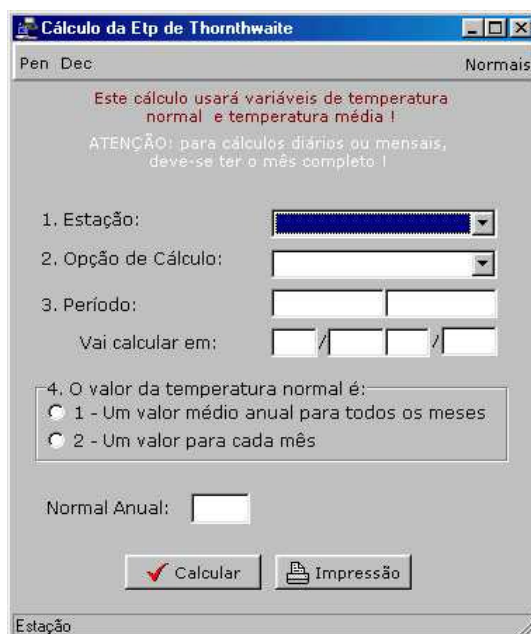 Cálculo da Etp de Thornthwaite
Pen Dec Normais
Este cálculo usará variáveis de temperatura
normal e temperatura média !
ATENÇÃO: para cálculos diários ou mensais,
deve-se ter o mês completo !
1. Estação:
2. Opção de Cálculo:
3. Período:
Vai calcular em: / /
4. O valor da temperatura normal é:
1 - Um valor médio anual para todos os meses
2 - Um valor para cada mês
Normal Anual:
Calcular Impressão
Estação